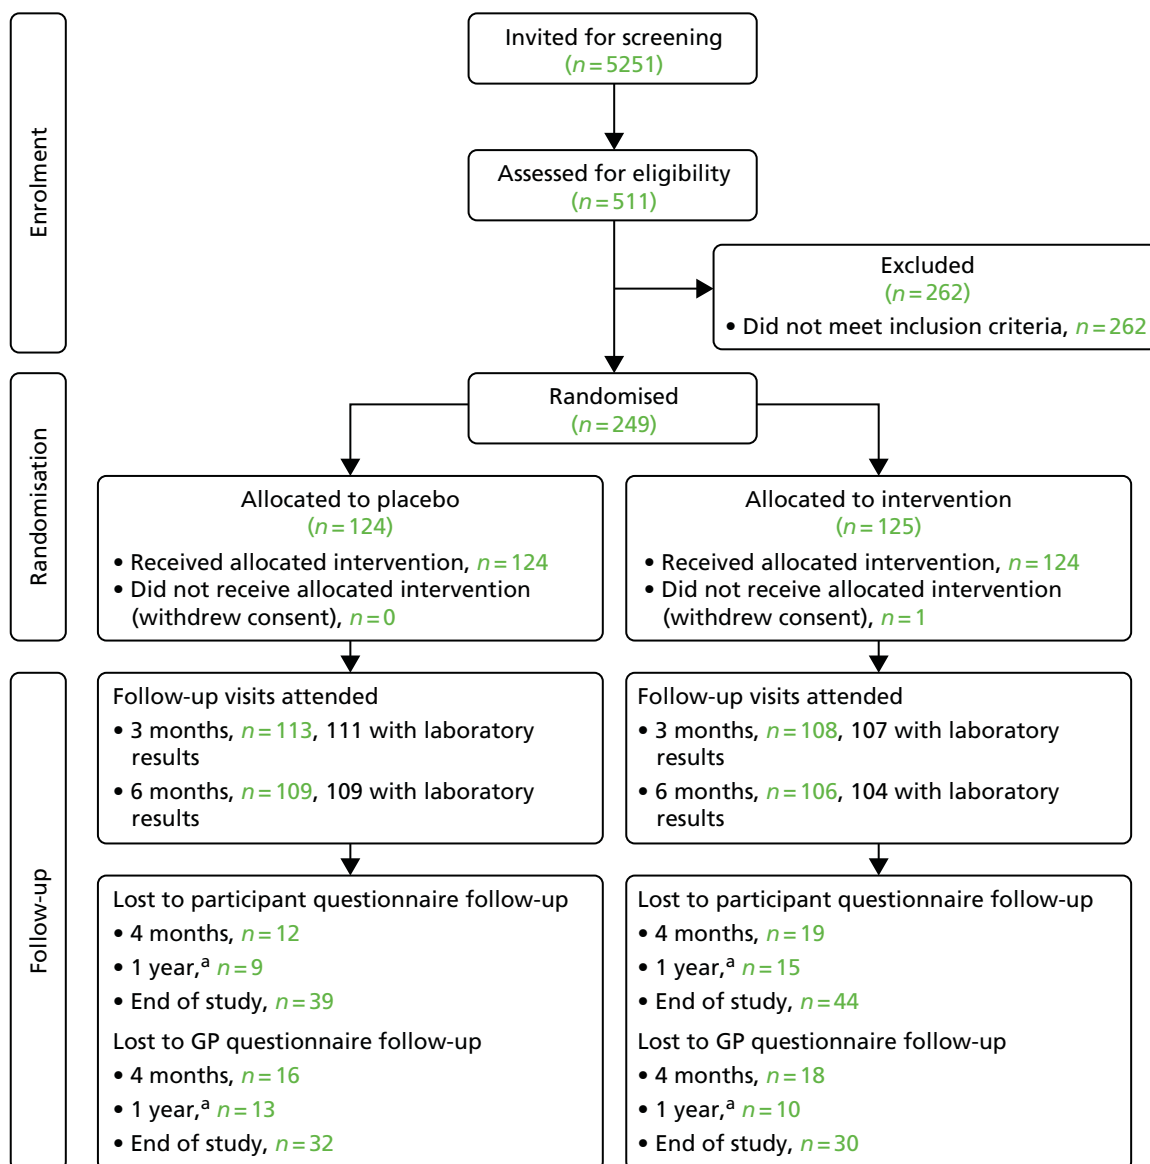 Enrolment
Invited for screening
(n=5251)
Assessed for eligibility
(n=511)
Excluded
(n=262)
• Did not meet inclusion criteria, n=262
Randomisation
Randomised
(n=249)
Allocated to placebo
(n=124)
• Received allocated intervention, n=124
• Did not receive allocated intervention
(withdrew consent), n=0
Allocated to intervention
(n=125)
• Received allocated intervention, n=124
• Did not receive allocated intervention
(withdrew consent), n=1
Follow-up
Follow-up visits attended
• 3 months, n=113, 111 with laboratory
results
• 6 months, n=109, 109 with laboratory
results
Follow-up visits attended
• 3 months, n=108, 107 with laboratory
results
• 6 months, n=106, 104 with laboratory
results
Lost to participant questionnaire follow-up
• 4 months, n=12
• 1 year,a n=9
• End of study, n=39
Lost to GP questionnaire follow-up
• 4 months, n=16
• 1 year,a n=13
• End of study, n=32
Lost to participant questionnaire follow-up
• 4 months, n=19
• 1 year,a n=15
• End of study, n=44
Lost to GP questionnaire follow-up
• 4 months, n=18
• 1 year,a n=10
• End of study, n=30